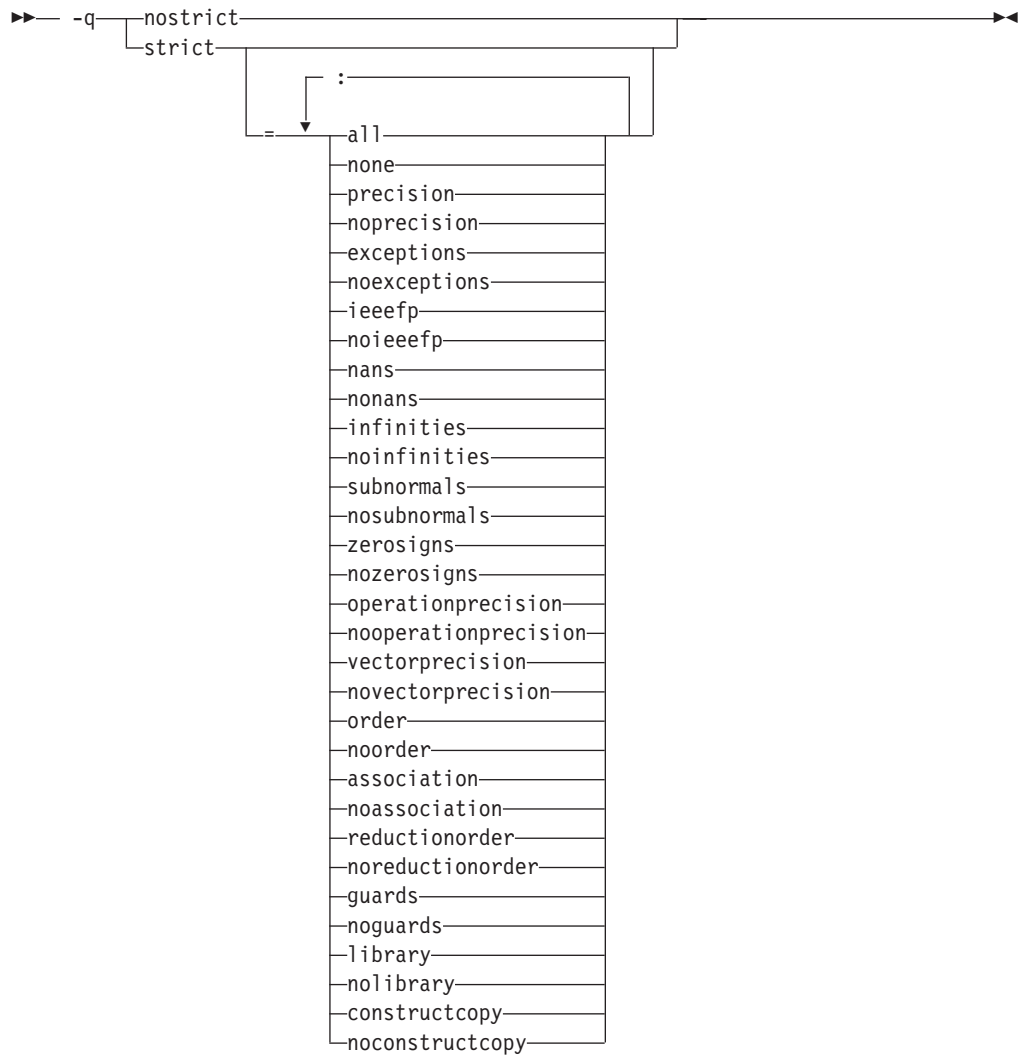 -q nostrict
strict
:
= all
none
precision
noprecision
exceptions
noexceptions
ieeefp
noieeefp
nans
nonans
infinities
noinfinities
subnormals
nosubnormals
zerosigns
nozerosigns
operationprecision
nooperationprecision
vectorprecision
novectorprecision
order
noorder
association
noassociation
reductionorder
noreductionorder
guards
noguards
library
nolibrary
constructcopy
noconstructcopy